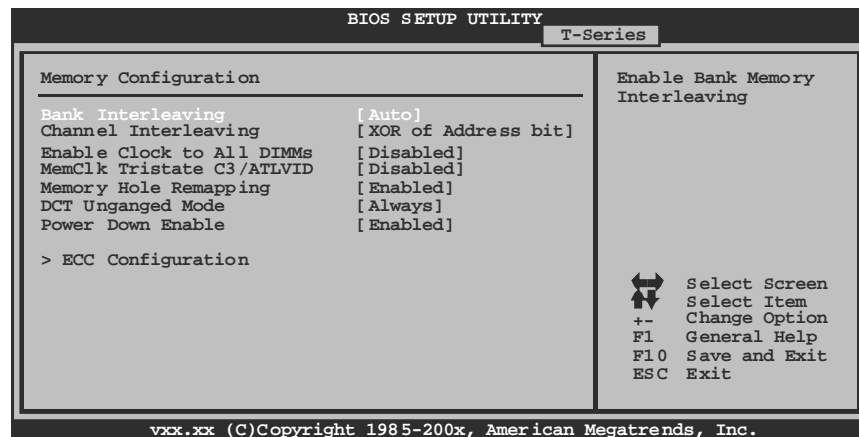 BIOS SETUP UTILITY
T-Series
Memory Configuration
Bank Interleaving [Auto]
Channel Interleaving [XOR of Address bit]
Enable Clock to All DIMMs [Disabled]
MemClk Tristate C3/ATLVID [Disabled]
Memory Hole Remapping [Enabled]
DCT Unganged Mode [Always]
Power Down Enable [Enabled]
> ECC Configuration
Enable Bank Memory
Interleaving
Select Screen
Select Item
+- Change Option
F1 General Help
F10 Save and Exit
ESC Exit
vxx.xx (C)Copyright 1985-200x, American Megatrends, Inc.